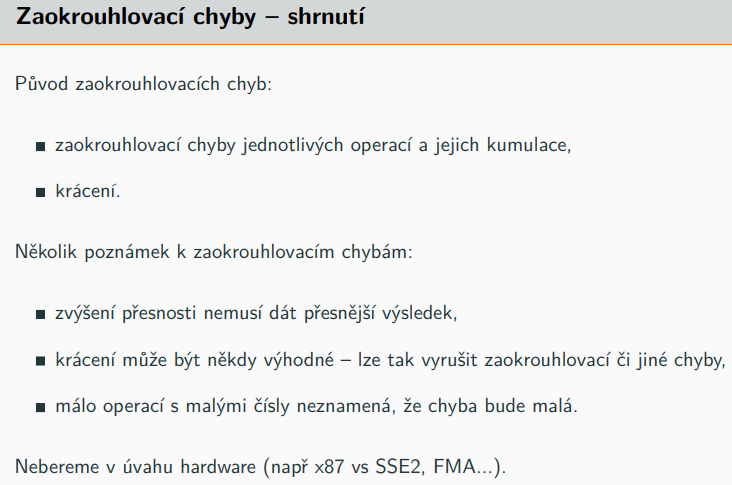 Zaokrouhlovací chyby – shrnutí
Původ zaokrouhlovacích chyb:
▪ zaokrouhlovací chyby jednotlivých operací a jejich kumulace,
▪ krácení.
Několik poznámek k zaokrouhlovacím chybám:
▪ zvýšení přesnosti nemusí dát přesnější výsledek,
▪ krácení může být někdy výhodné – lze tak vyrušit zaokrouhlovací či jiné chyby,
▪ málo operací s malými čísly neznamená, že chyba bude malá.
Nebereme v úvahu hardware (např x87 vs SSE2, FMA...).